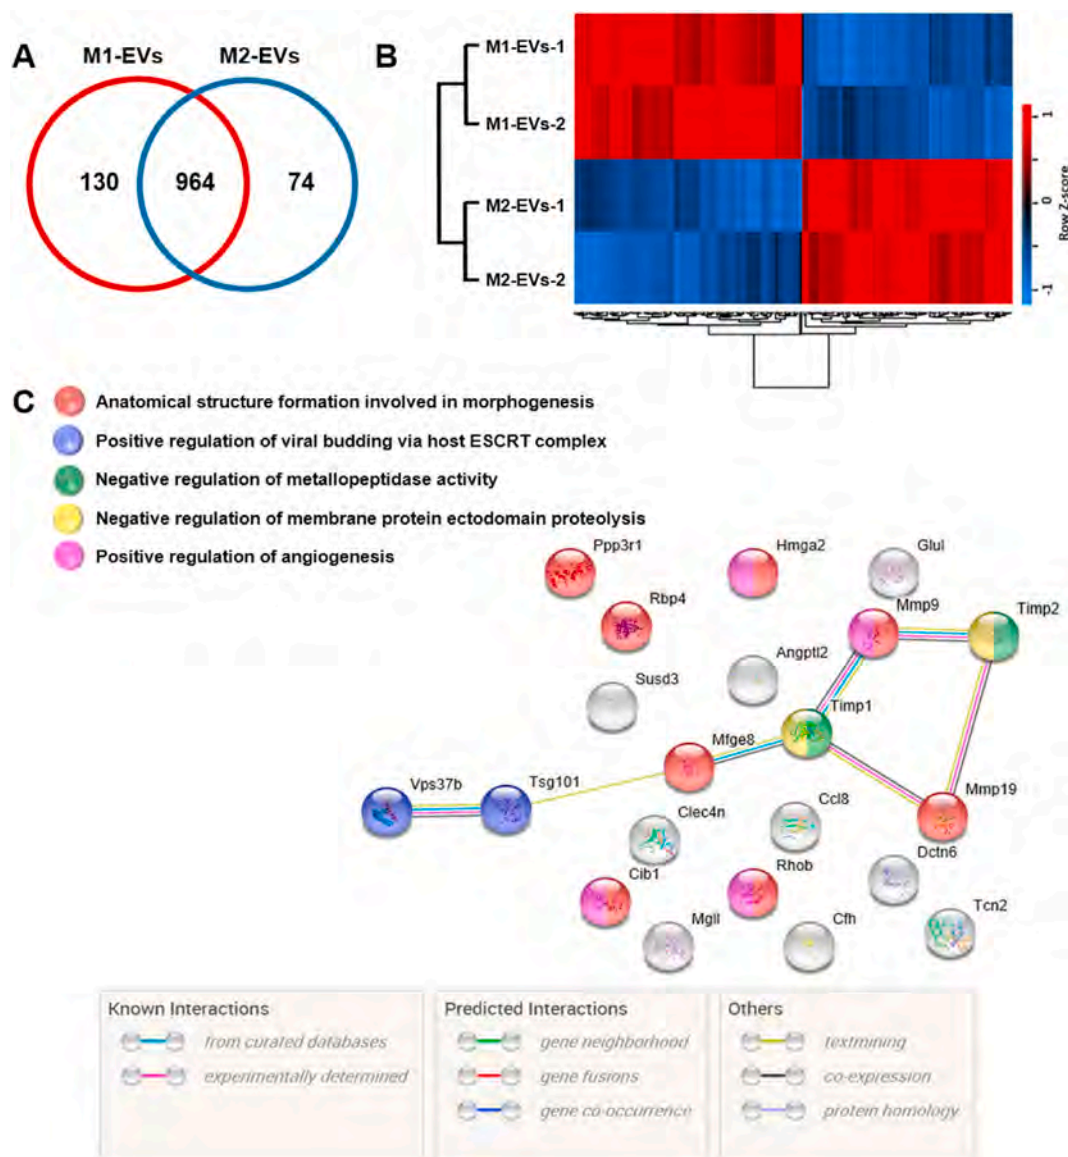 A
M1-EVs
M2-EVs
130
964
74
B
M1-EVs-1
M1-EVs-2
M2-EVs-1
M2-EVs-2
1
0
-1
Row Z-score
C
Anatomical structure formation involved in morphogenesis
Positive regulation of viral budding via host ESCRT complex
Negative regulation of metallopeptidase activity
Negative regulation of membrane protein ectodomain proteolysis
Positive regulation of angiogenesis
Ppp3r1
Hmga2
Glul
Rbp4
Mmp9
Timp2
Susd3
Angptl2
Timp1
Mfge8
Vps37b
Tsg101
Mmp19
Clec4n
Ccl8
Dctn6
Cib1
Rhob
Tcn2
Mgll
Cfh
Known Interactions
from curated databases
experimentally determined
Predicted Interactions
gene neighborhood
gene fusions
gene co-occurrence
Others
textmining
co-expression
protein homology